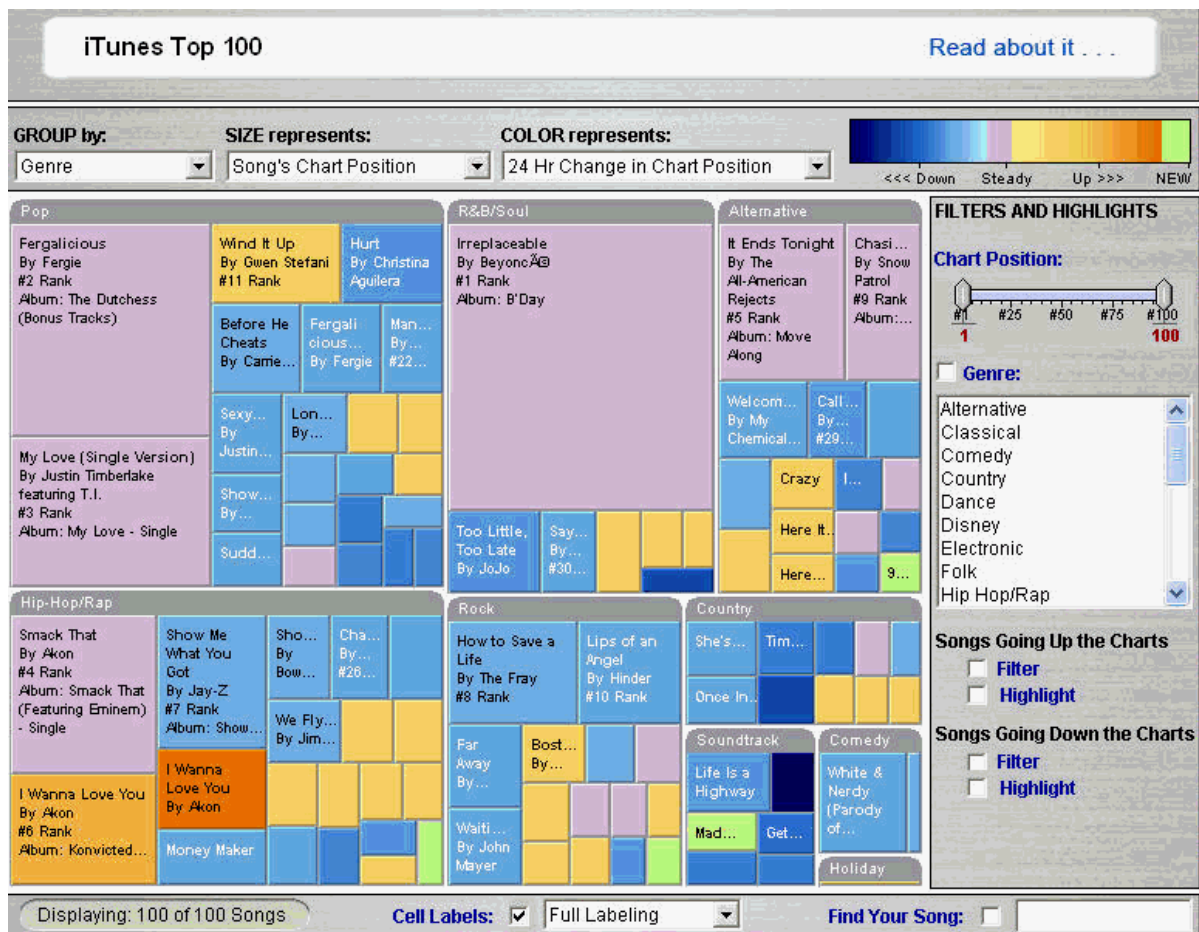 iTunes Top 100
Read about it . . .
GROUP by:
SIZE represents:
COLOR represents:
Genre
Song's Chart Position
24 Hr Change in Chart Position
<<< Down
Steady
Up >>>
NEW
Pop
Fergalicious
By Fergie
#2 Rank
Album: The Dutchess
(Bonus Tracks)
My Love (Single Version)
By Justin Timberlake
featuring T.I.
#3 Rank
Album: My Love - Single
Wind It Up
By Gwen Stefani
#11 Rank
Hurt
By Christina
Aguilera
Before He
Cheats
By Carrie...
Fergali
cious...
By Fergie
Man...
By...
#22...
Sexy...
By
Justin...
Lon...
By...
Show...
By...
Sudd...
R&B/Soul
Irreplaceable
By BeyoncÃ©
#1 Rank
Album: B'Day
Too Little,
Too Late
By JoJo
Say...
By...
#30...
Alternative
It Ends Tonight
By The
All-American
Rejects
#5 Rank
Album: Move
Along
Chasi...
By Snow
Patrol
#9 Rank
Album:...
Welcom...
By My
Chemical...
Call...
By...
#29...
Crazy
I...
Here It..
Here...
9...
Hip-Hop/Rap
Smack That
By Akon
#4 Rank
Album: Smack That
(Featuring Eminem)
- Single
I Wanna Love You
By Akon
#6 Rank
Album: Konvicted...
Show Me
What You
Got
By Jay-Z
#7 Rank
Album: Show...
I Wanna
Love You
By Akon
Money Maker
Sho...
By
Bow...
Cha...
By...
#26...
We Fly...
By Jim...
Rock
How to Save a
Life
By The Fray
#8 Rank
Lips of an
Angel
By Hinder
#10 Rank
Far
Away
By...
Bost...
By...
Waiti...
By John
Mayer
Country
She's...
Tim...
Once In..
Soundtrack
Life Is a
Highway
Mad...
Get...
Comedy
White &
Nerdy
(Parody
of...
Holiday
FILTERS AND HIGHLIGHTS
Chart Position:
#1
#25
#50
#75
#100
1
100
Genre:
Alternative
Classical
Comedy
Country
Dance
Disney
Electronic
Folk
Hip Hop/Rap
Songs Going Up the Charts
Filter
Highlight
Songs Going Down the Charts
Filter
Highlight
Displaying: 100 of 100 Songs
Cell Labels:
Full Labeling
Find Your Song: